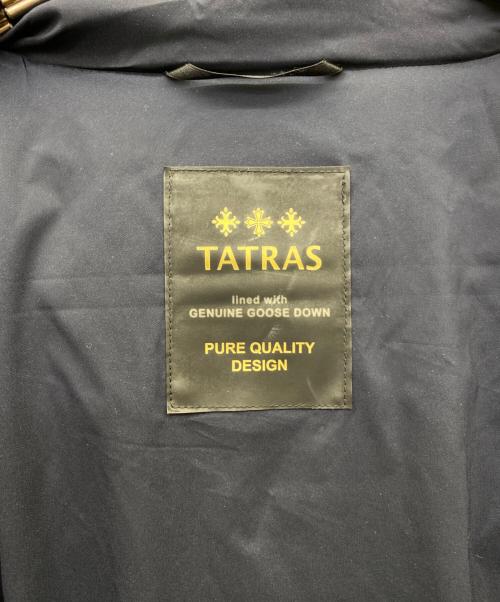 TATRAS
lined with
GENUINE GOOSE DOWN
PURE QUALITY
DESIGN